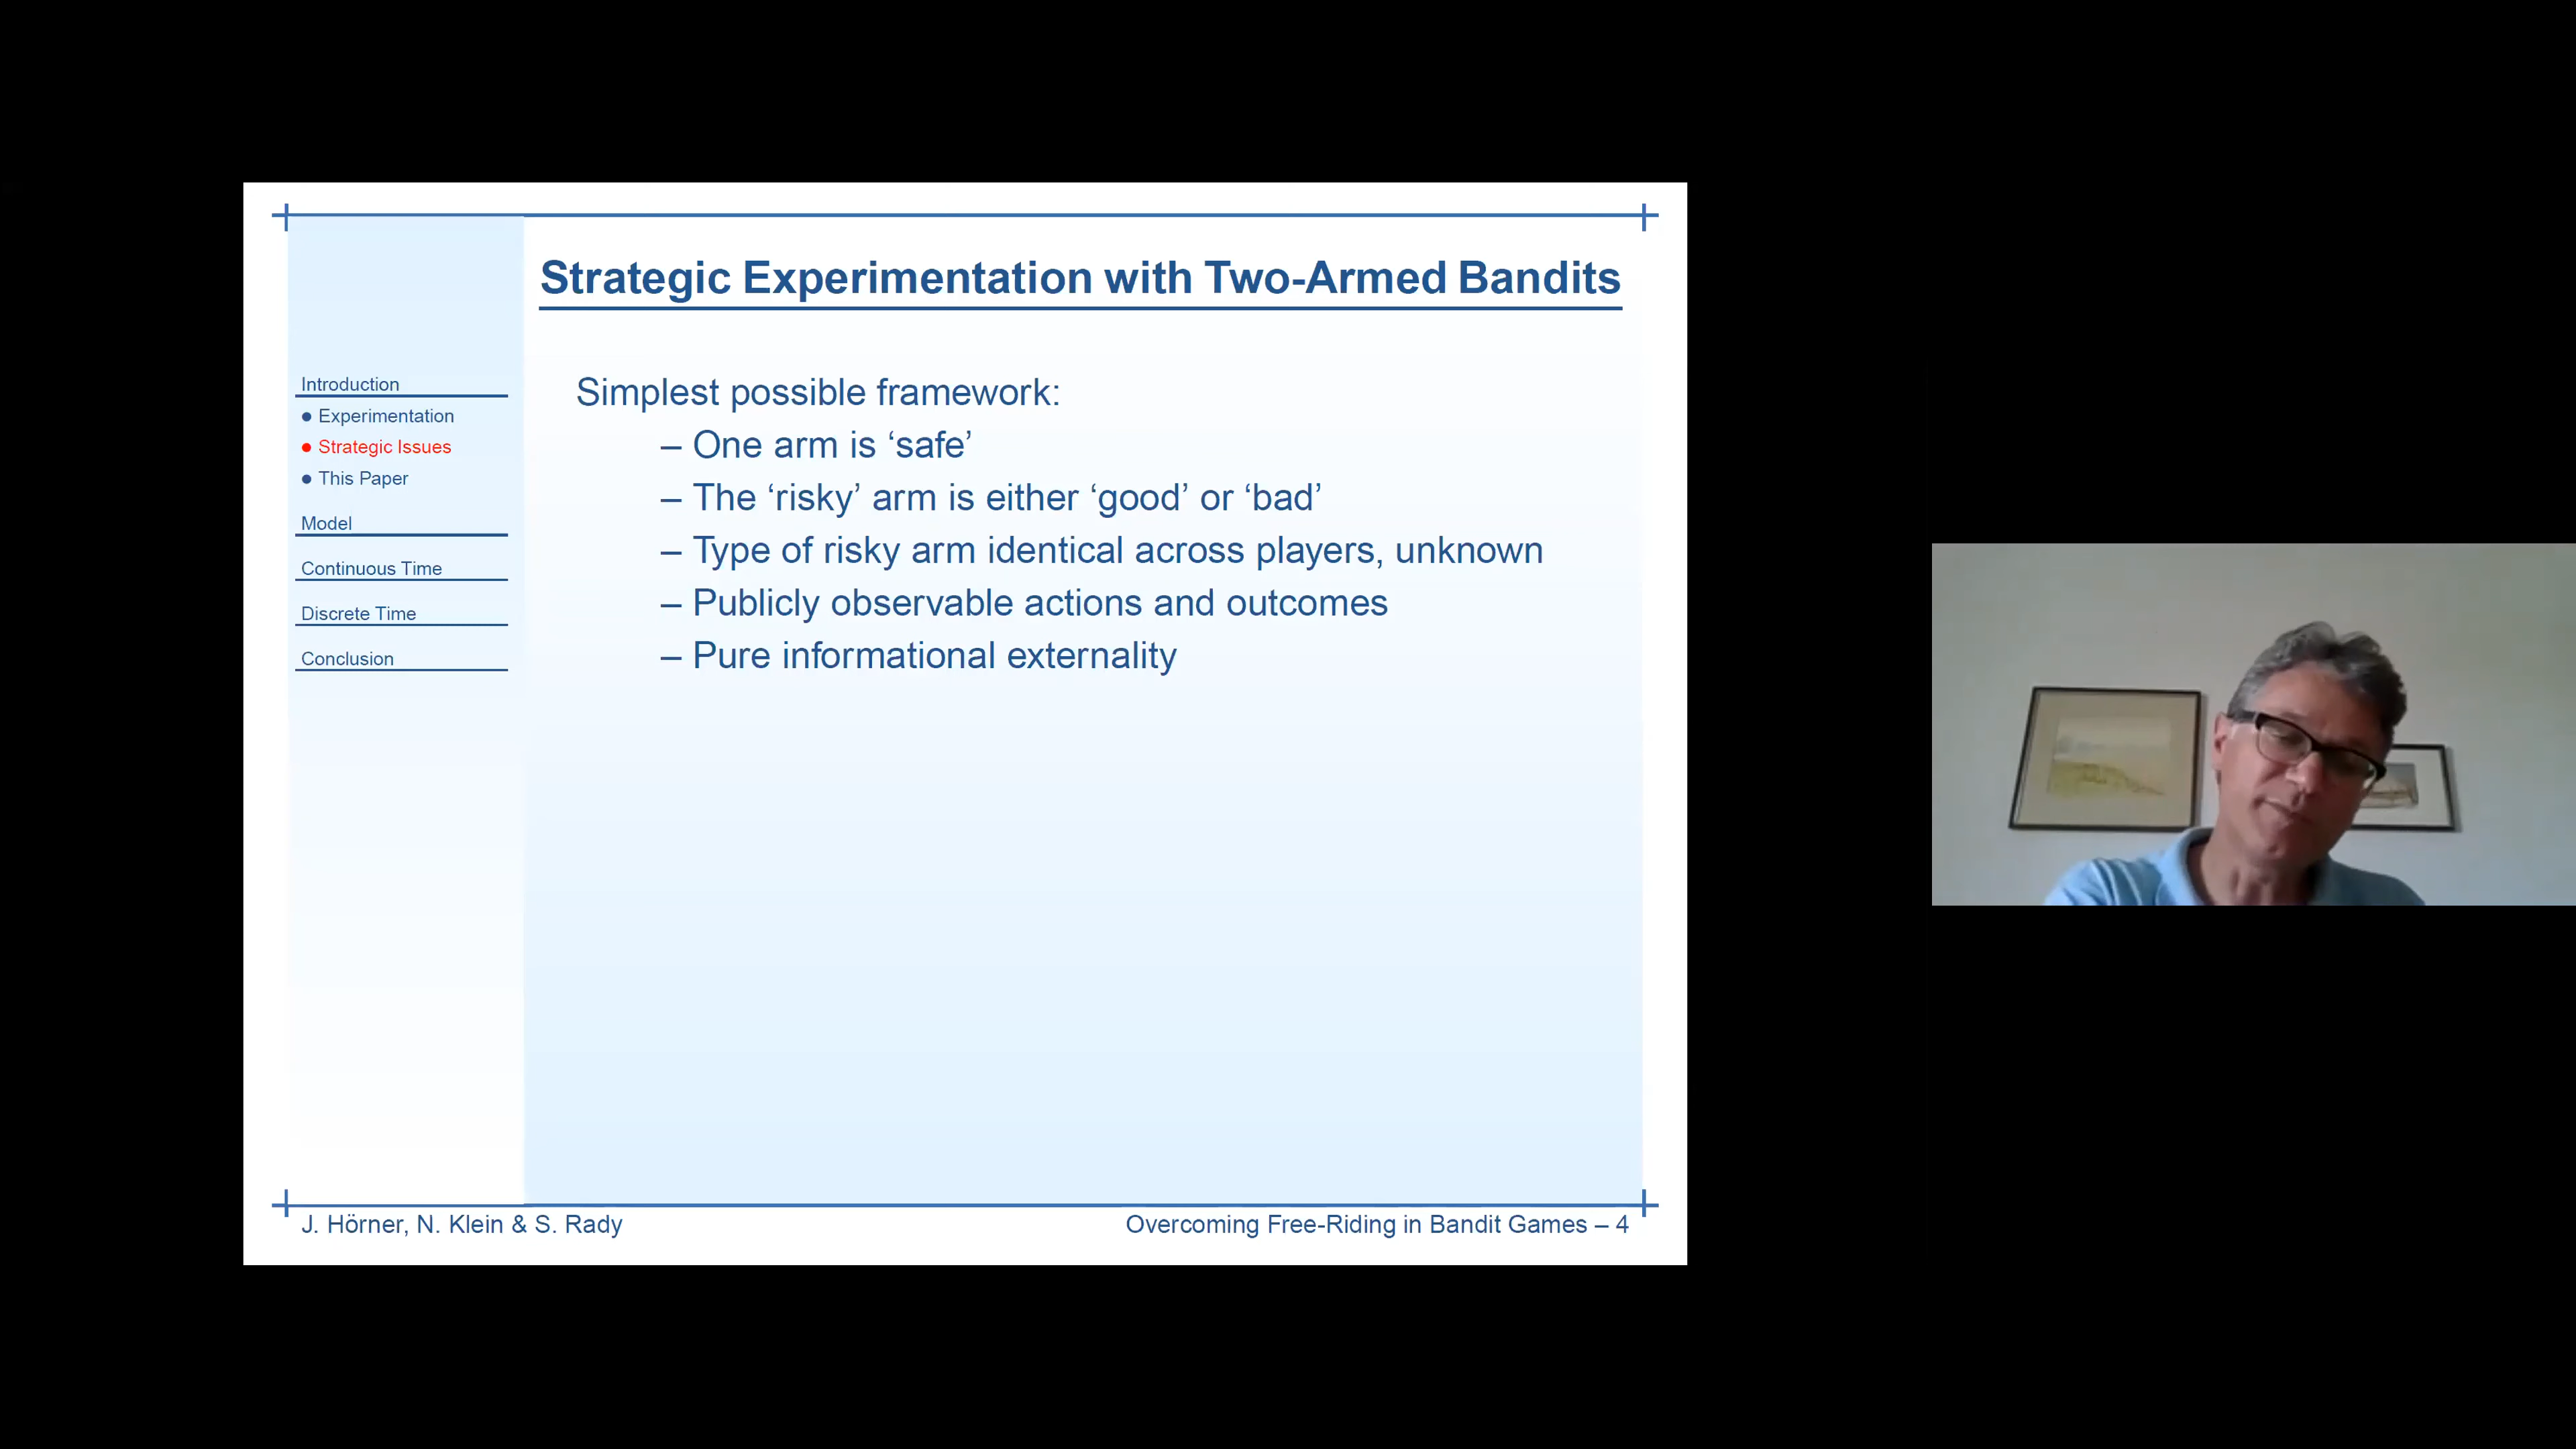 Strategic Experimentation with Two-Armed Bandits
Introduction
● Experimentation
● Strategic Issues
● This Paper
Model
Continuous Time
Discrete Time
Conclusion
Simplest possible framework:
– One arm is ‘safe’
– The ‘risky’ arm is either ‘good’ or ‘bad’
– Type of risky arm identical across players, unknown
– Publicly observable actions and outcomes
– Pure informational externality
J. Hörner, N. Klein & S. Rady
Overcoming Free-Riding in Bandit Games – 4